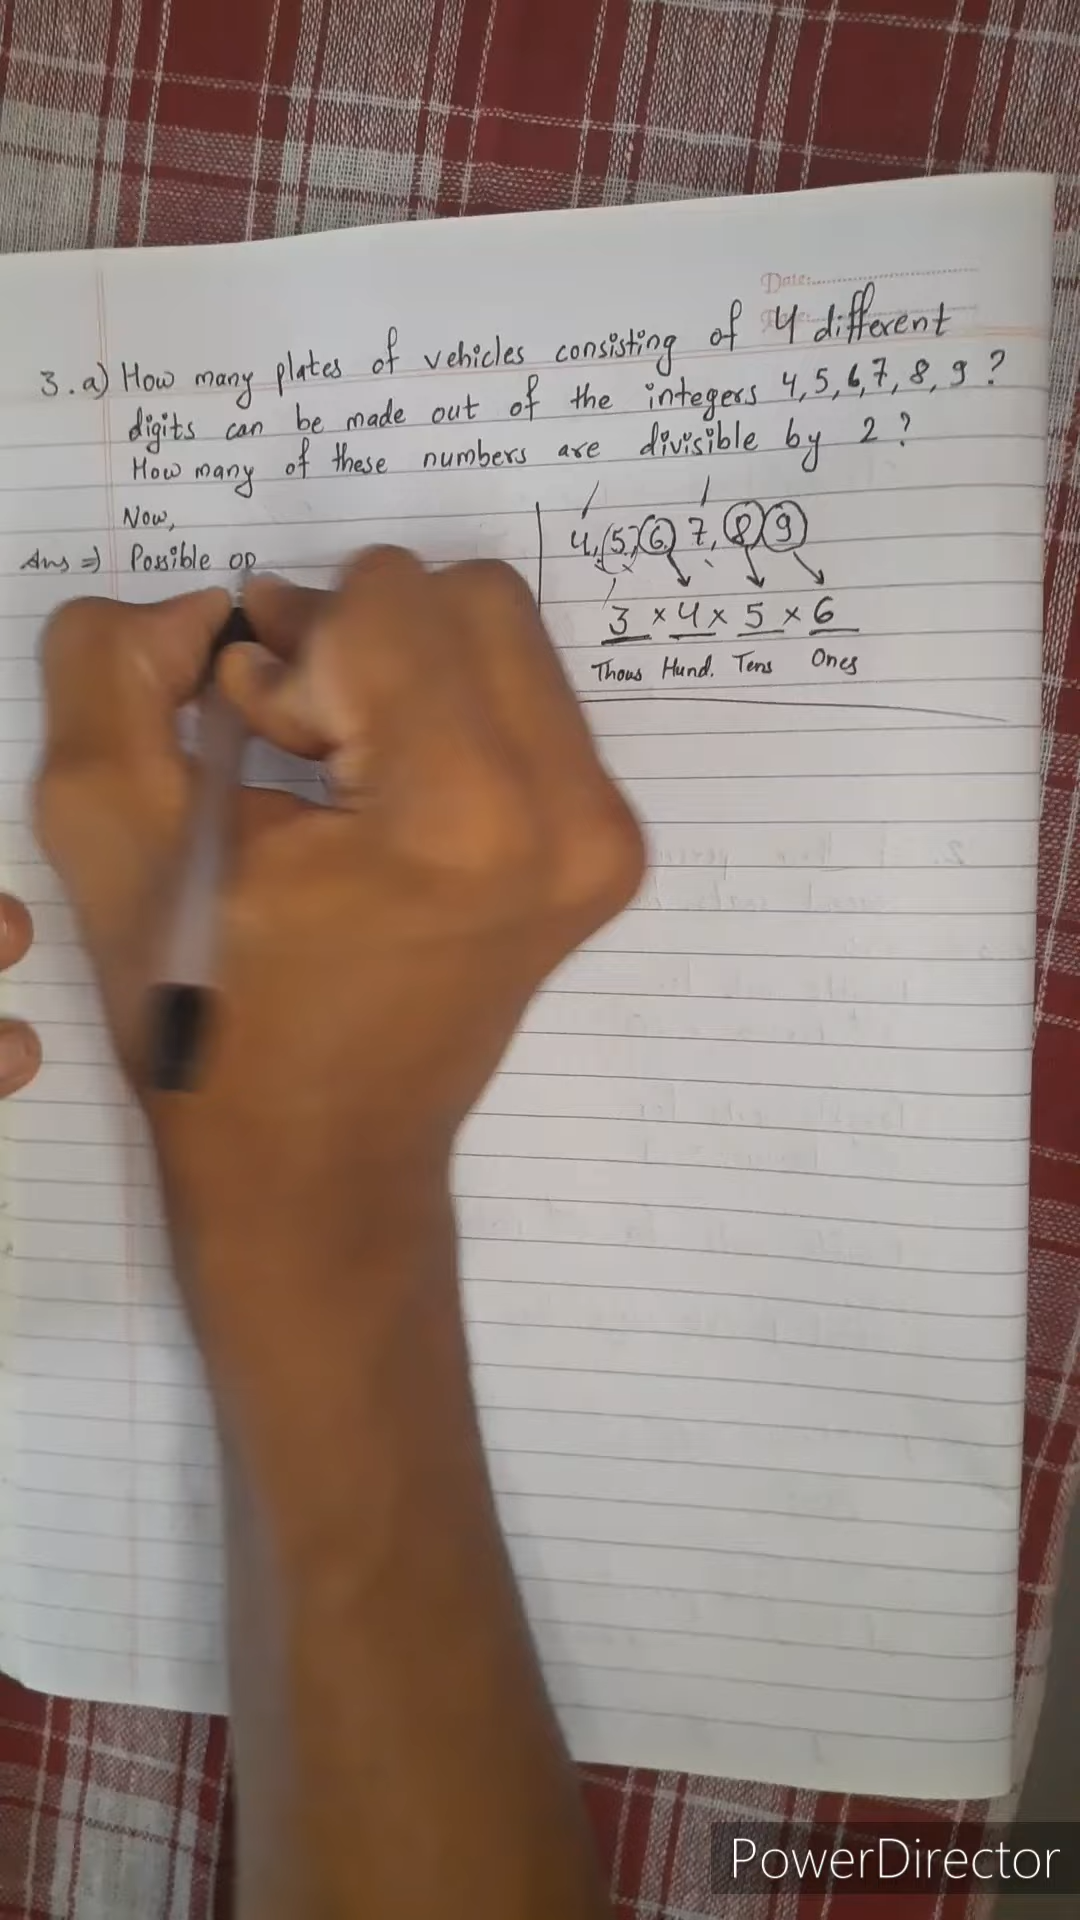 Date:
3. a) How many plates of vehicles consisting of 4 different
digits can be made out of the integers 4, 5, 6, 7, 8, 9 ?
How many of these numbers are divisible by 2 ?
Now,
Ans ⇒ Possible op
4, 5, 6 7, 8 9
3 × 4 × 5 × 6
Thous Hund. Tens Ones
PowerDirector